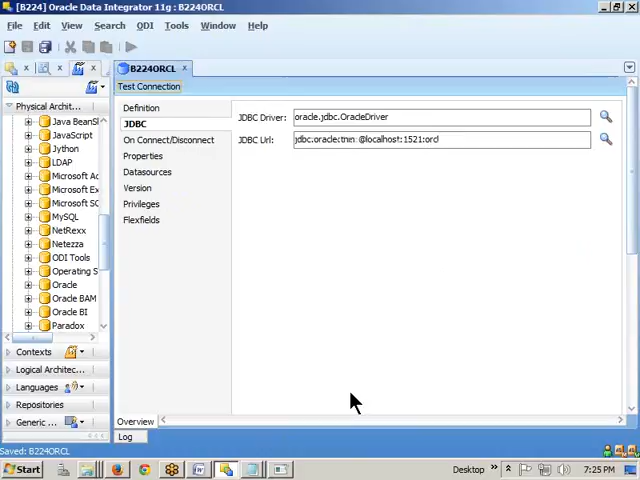 [B224] Oracle Data Integrator 11g : B224ORCL
File Edit View Search ODI Tools Window Help
B224ORCL
Test Connection
Physical Archit...
Java BeanSh
JavaScript
Jython
LDAP
Microsoft Ac
Microsoft Ex
Microsoft SQ
MySQL
NetRexx
Netezza
ODI Tools
Operating S
Oracle
Oracle BAM
Oracle BI
Paradox
Contexts
Logical Architec...
Languages
Repositories
Generic ...
Definition
JDBC
On Connect/Disconnect
Properties
Datasources
Version
Privileges
Flexfields
JDBC Driver: oracle.jdbc.OracleDriver
JDBC Url: jdbc:oracle:tnn:@localhost:1521:orcl
Overview
Log
Saved: B224ORCL
Start
Desktop
7:25 PM